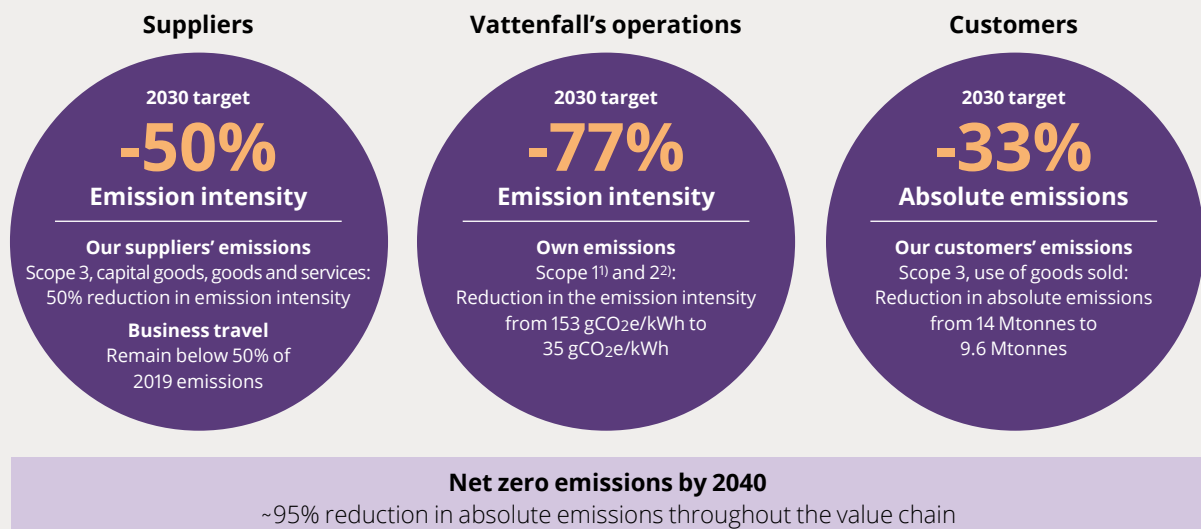 Suppliers
2030 target
-50%
Emission intensity
Our suppliers’ emissions
Scope 3, capital goods, goods and services:
50% reduction in emission intensity
Business travel
Remain below 50% of
2019 emissions
Vattenfall’s operations
2030 target
-77%
Emission intensity
Own emissions
Scope 1¹⁾ and 2²⁾:
Reduction in the emission intensity
from 153 gCO₂e/kWh to
35 gCO₂e/kWh
Customers
2030 target
-33%
Absolute emissions
Our customers’ emissions
Scope 3, use of goods sold:
Reduction in absolute emissions
from 14 Mtonnes to
9.6 Mtonnes
Net zero emissions by 2040
~95% reduction in absolute emissions throughout the value chain